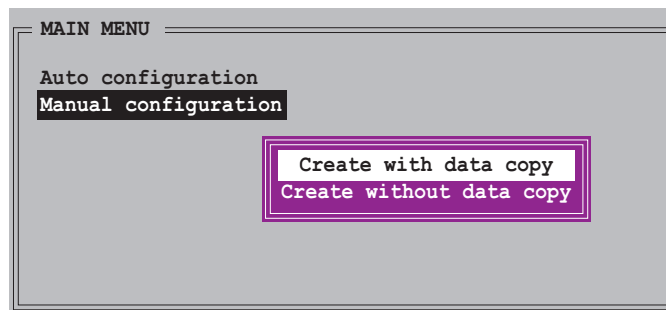 MAIN MENU
Auto configuration
Manual configuration
Create with data copy
Create without data copy